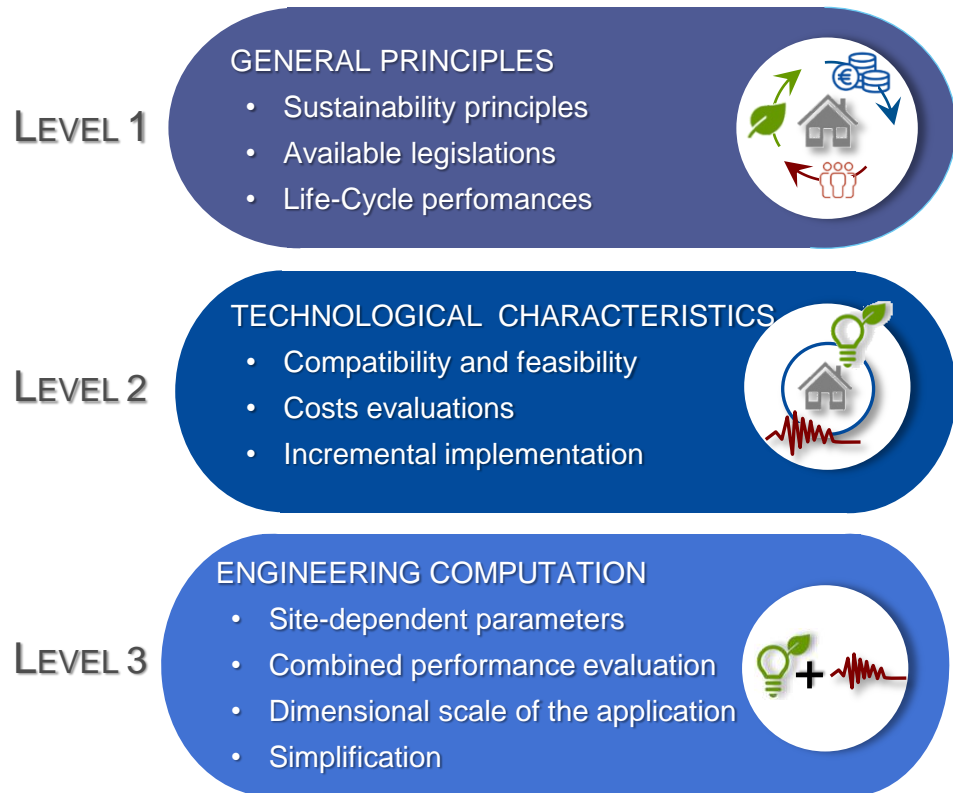 LEVEL 1
GENERAL PRINCIPLES
• Sustainability principles
• Available legislations
• Life-Cycle perfomances
LEVEL 2
TECHNOLOGICAL CHARACTERISTICS
• Compatibility and feasibility
• Costs evaluations
• Incremental implementation
LEVEL 3
ENGINEERING COMPUTATION
• Site-dependent parameters
• Combined performance evaluation
• Dimensional scale of the application
• Simplification
€
+